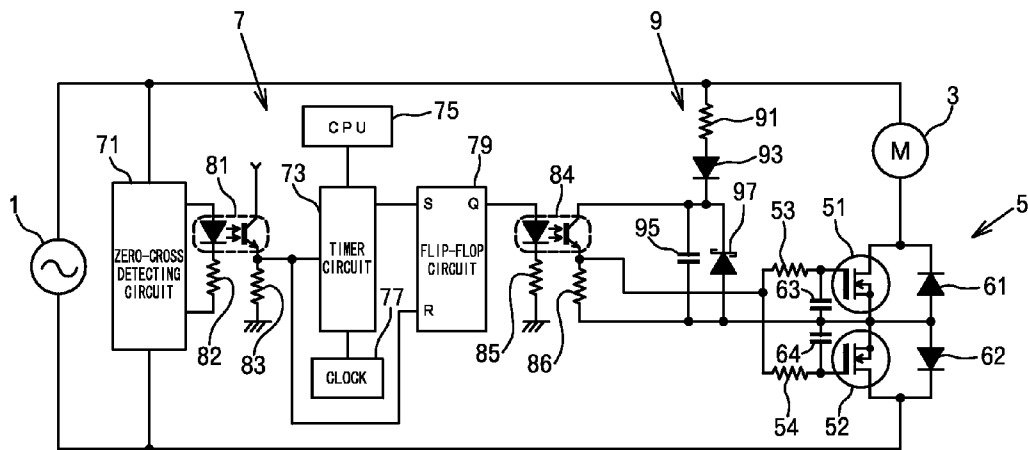 7
9
CPU
75
91
3
M
71
79
93
81
73
84
97
5
1
S
Q
95
53
51
ZERO-CROSS
DETECTING
CIRCUIT
TIMER
CIRCUIT
FLIP-FLOP
CIRCUIT
63
61
77
R
82
83
85
86
64
62
CLOCK
54
52